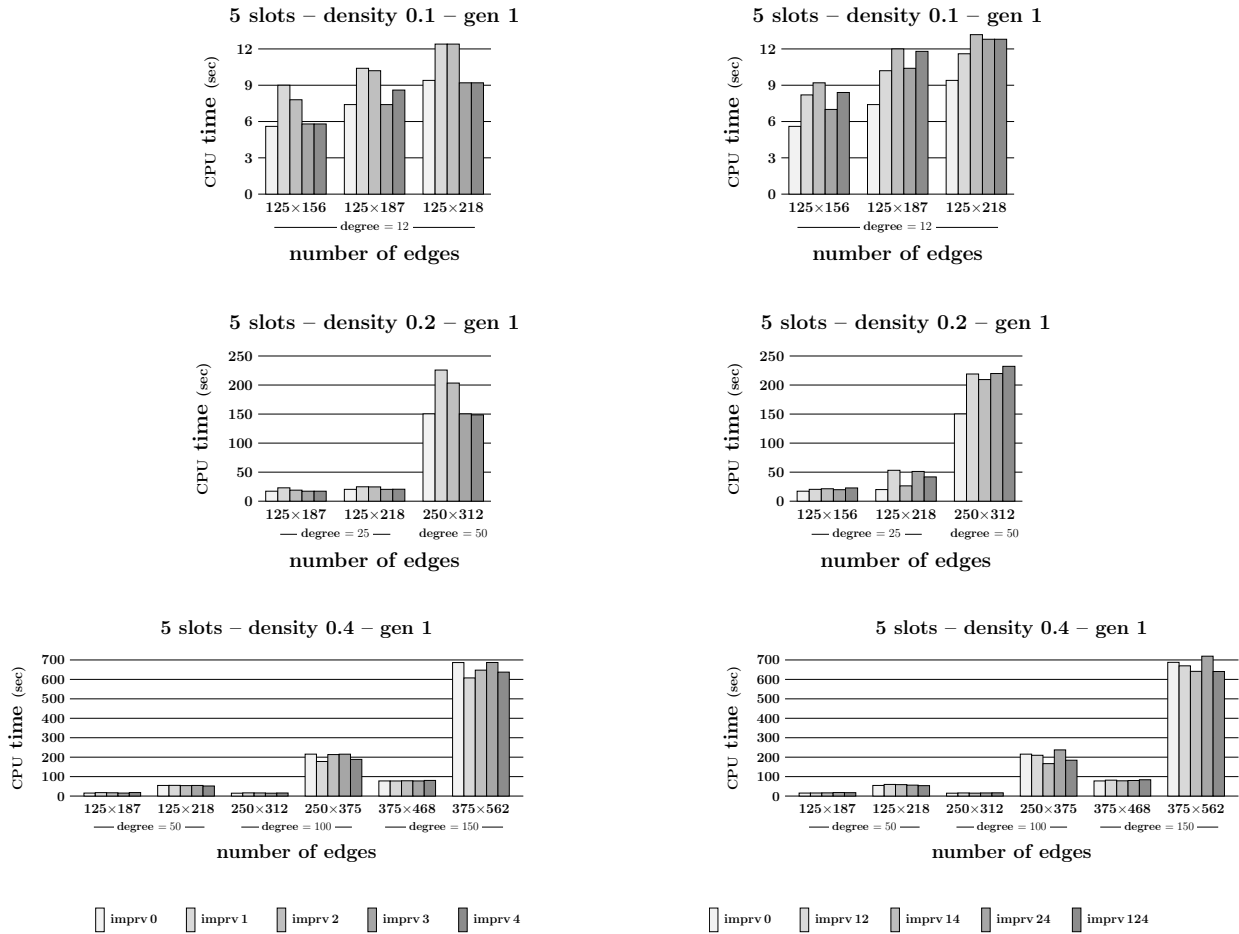 5 slots – density 0.1 – gen 1
CPU time (sec)
12
9
6
3
0
125×156 125×187 125×218
degree = 12
number of edges
5 slots – density 0.1 – gen 1
CPU time (sec)
12
9
6
3
0
125×156 125×187 125×218
degree = 12
number of edges
5 slots – density 0.2 – gen 1
CPU time (sec)
250
200
150
100
50
0
125×187 125×218 250×312
degree = 25 degree = 50
number of edges
5 slots – density 0.2 – gen 1
CPU time (sec)
250
200
150
100
50
0
125×156 125×218 250×312
degree = 25 degree = 50
number of edges
5 slots – density 0.4 – gen 1
CPU time (sec)
700
600
500
400
300
200
100
0
125×187 125×218 250×312 250×375 375×468 375×562
degree = 50 degree = 100 degree = 150
number of edges
5 slots – density 0.4 – gen 1
CPU time (sec)
700
600
500
400
300
200
100
0
125×187 125×218 250×312 250×375 375×468 375×562
degree = 50 degree = 100 degree = 150
number of edges
imprv 0 imprv 1 imprv 2 imprv 3 imprv 4
imprv 0 imprv 12 imprv 14 imprv 24 imprv 124